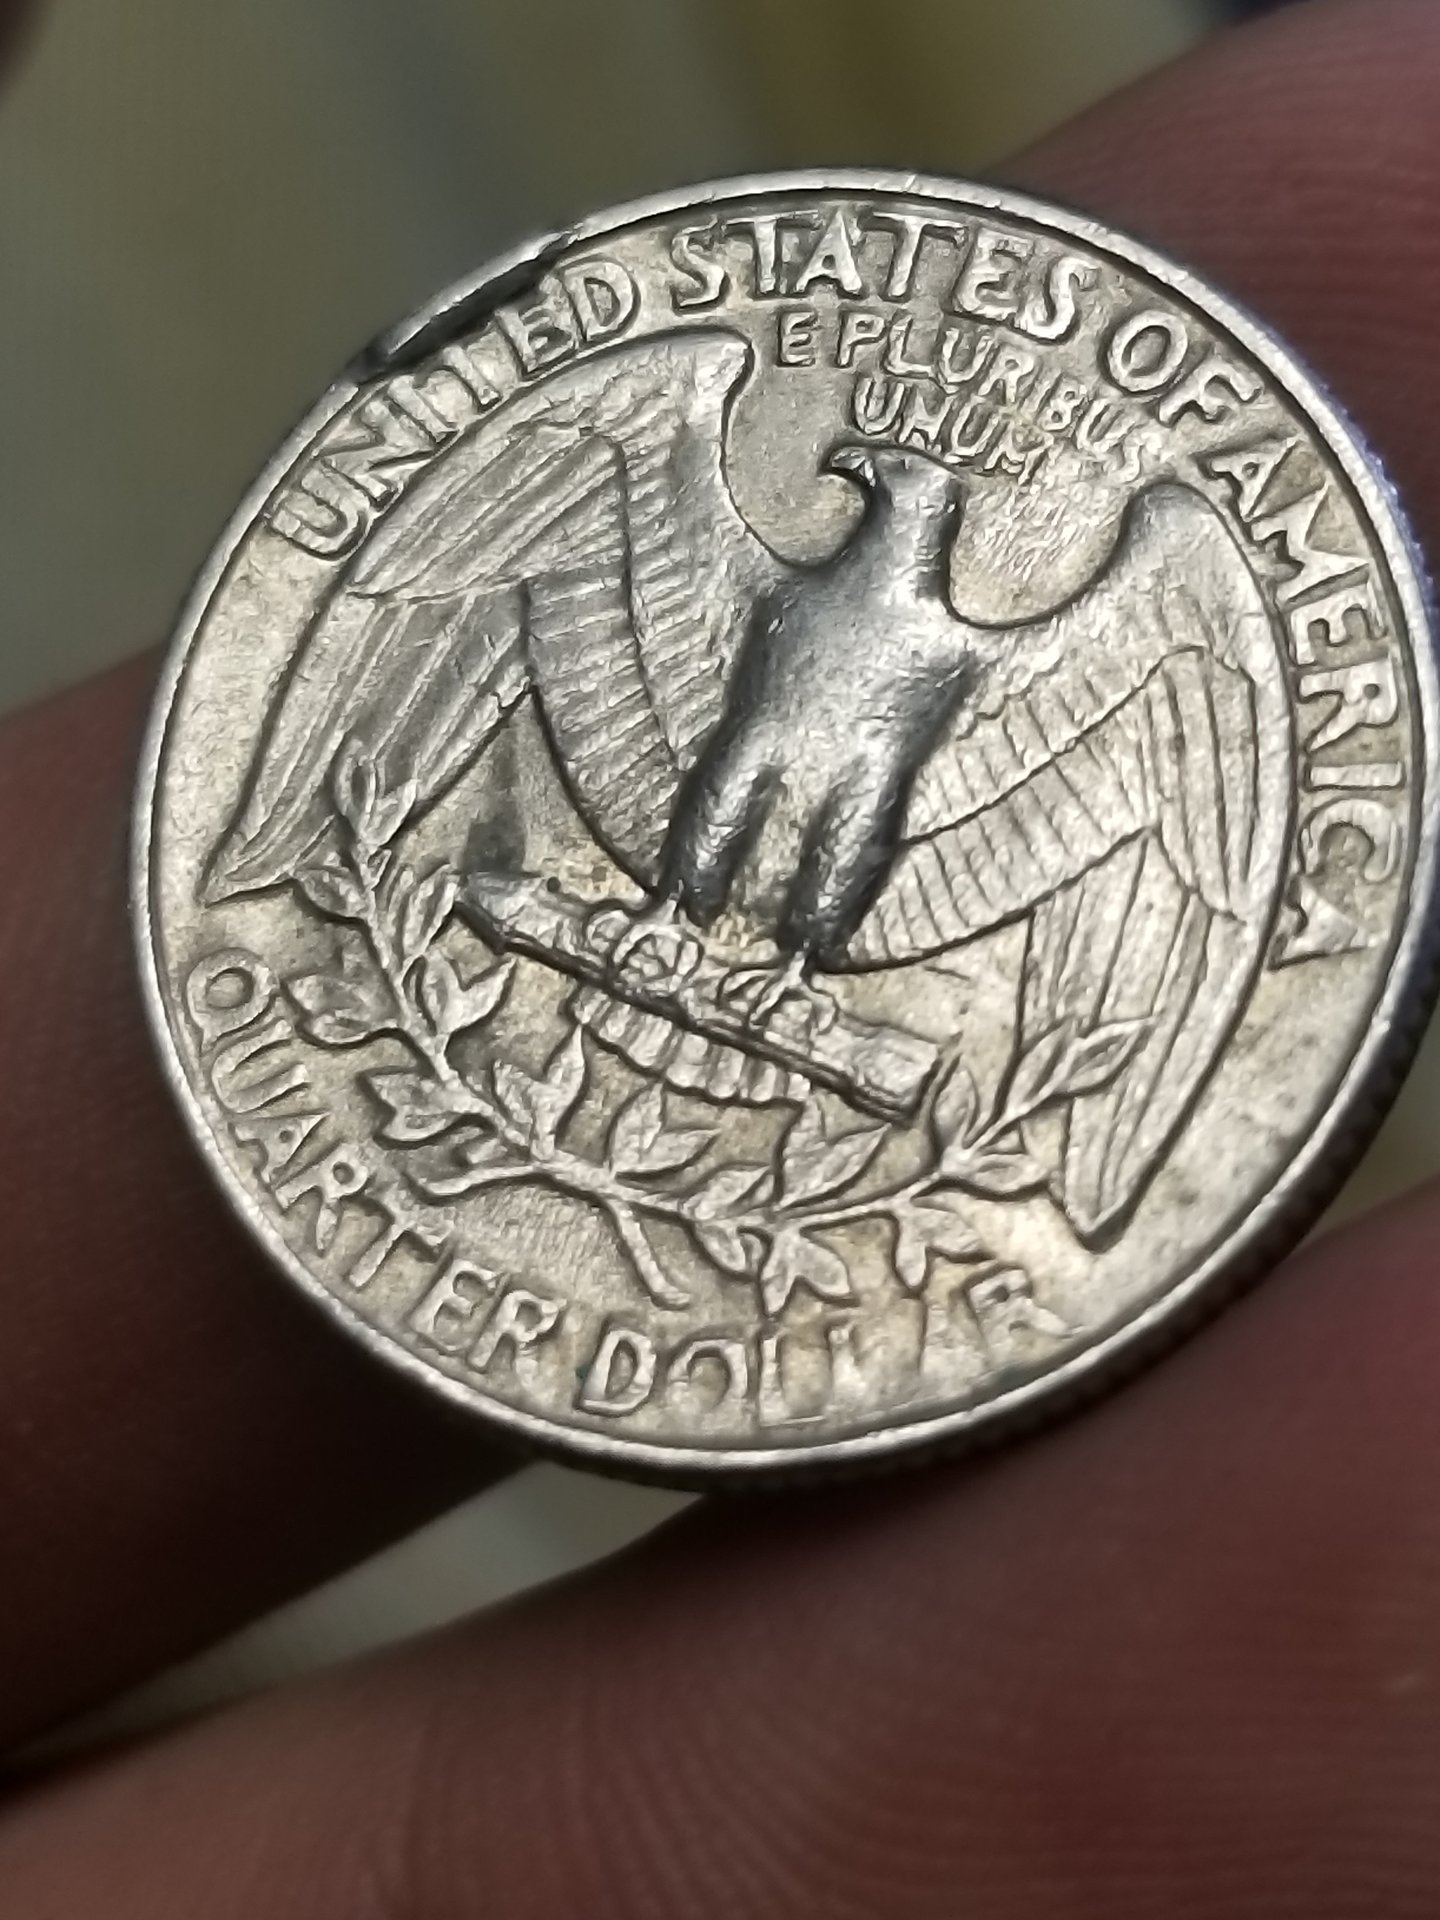 UNITED STATES OF AMERICA
E PLURIBUS
UNUM
QUARTER DOLLAR